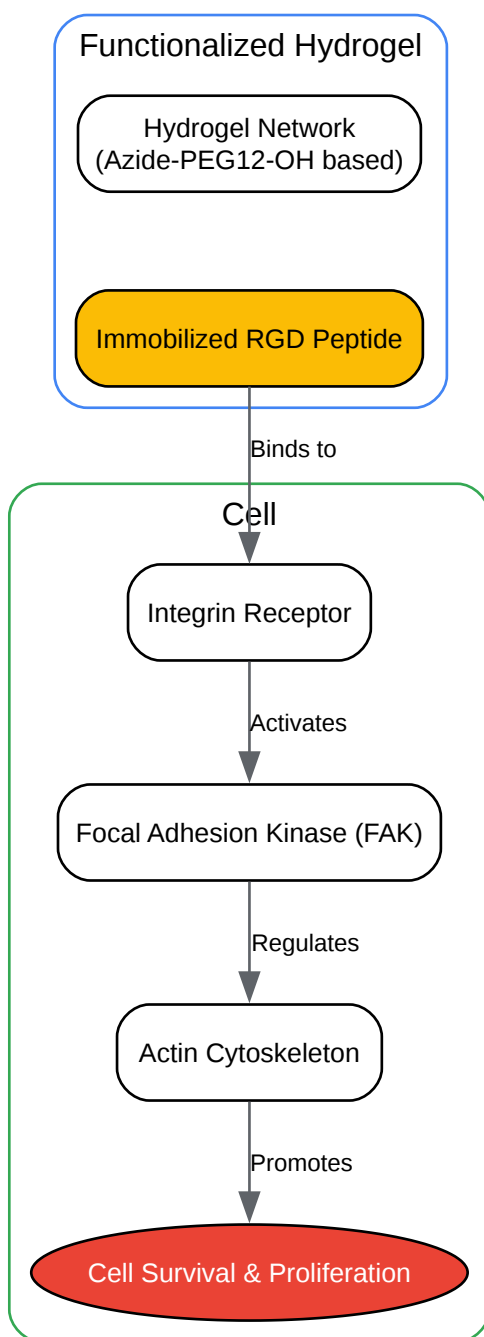 Functionalized Hydrogel
Hydrogel Network
(Azide-PEG12-OH based)
Immobilized RGD Peptide
Binds to
Cell
Integrin Receptor
Activates
Focal Adhesion Kinase (FAK)
Regulates
Actin Cytoskeleton
Promotes
Cell Survival & Proliferation